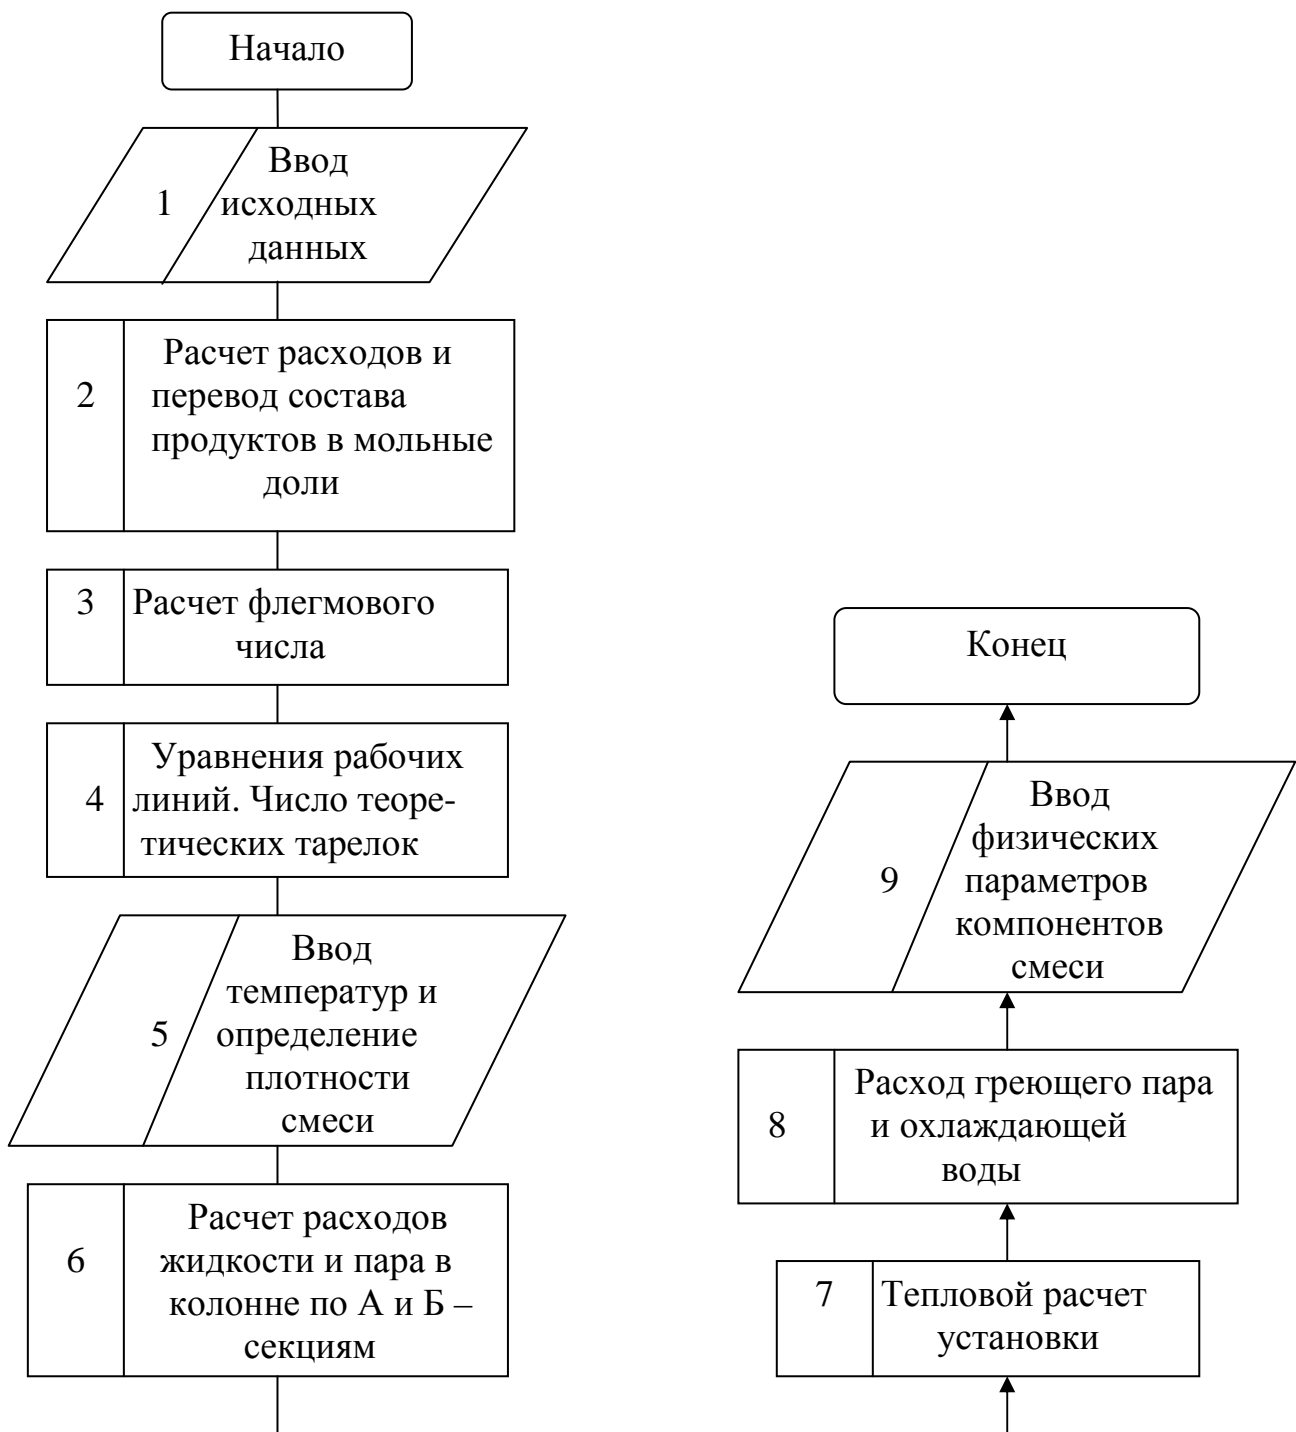 Начало
1
Ввод
исходных
данных
2
Расчет расходов и
перевод состава
продуктов в мольные
доли
3
Расчет флегмового
числа
4
Уравнения рабочих
линий. Число теоре-
тических тарелок
5
Ввод
температур и
определение
плотности
смеси
6
Расчет расходов
жидкости и пара в
колонне по А и Б –
секциям
Конец
9
Ввод
физических
параметров
компонентов
смеси
8
Расход греющего пара
и охлаждающей
воды
7
Тепловой расчет
установки